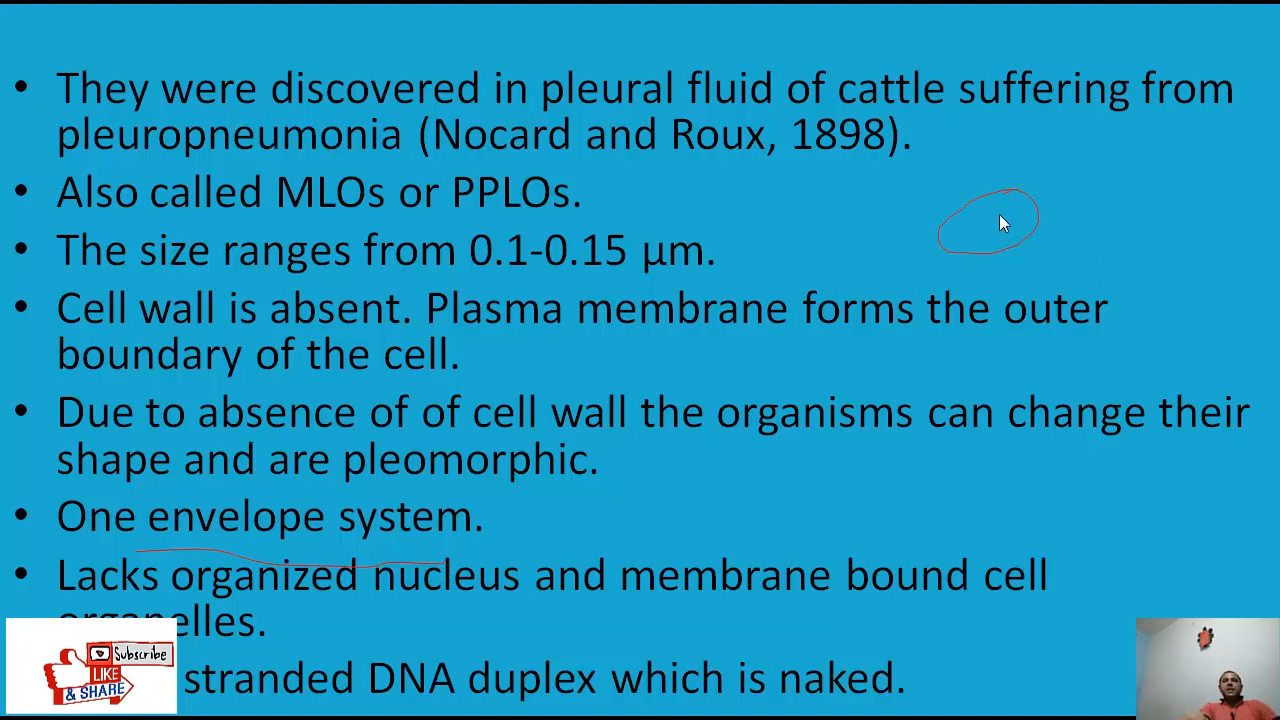 • They were discovered in pleural fluid of cattle suffering from
pleuropneumonia (Nocard and Roux, 1898).
• Also called MLOs or PPLOs.
• The size ranges from 0.1-0.15 µm.
• Cell wall is absent. Plasma membrane forms the outer
boundary of the cell.
• Due to absence of of cell wall the organisms can change their
shape and are pleomorphic.
• One envelope system.
• Lacks organized nucleus and membrane bound cell
organelles.
stranded DNA duplex which is naked.
Subscribe
LIKE
& SHARE